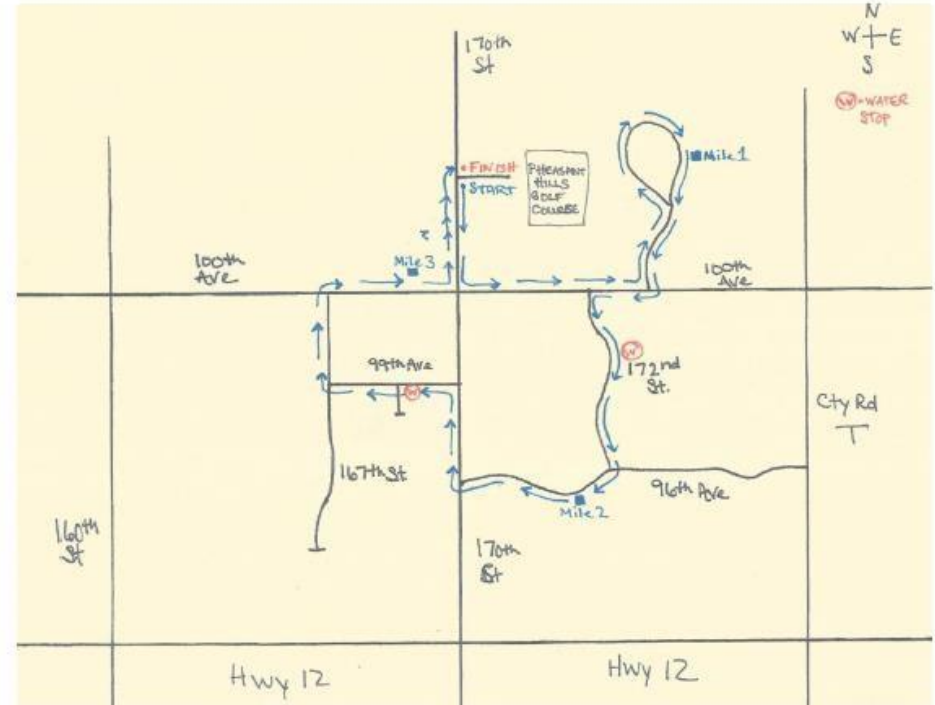 N
W E
S
W = WATER
STOP
170th
St
FINISH
START
PHEASANT
HILLS
GOLF
COURSE
Mile 1
100th
Ave
Mile 3
100th
Ave
99th Ave
W
W
172nd
St.
Cty Rd
T
167th St
96th Ave
Mile 2
160th
St
170th
St
Hwy 12
Hwy 12